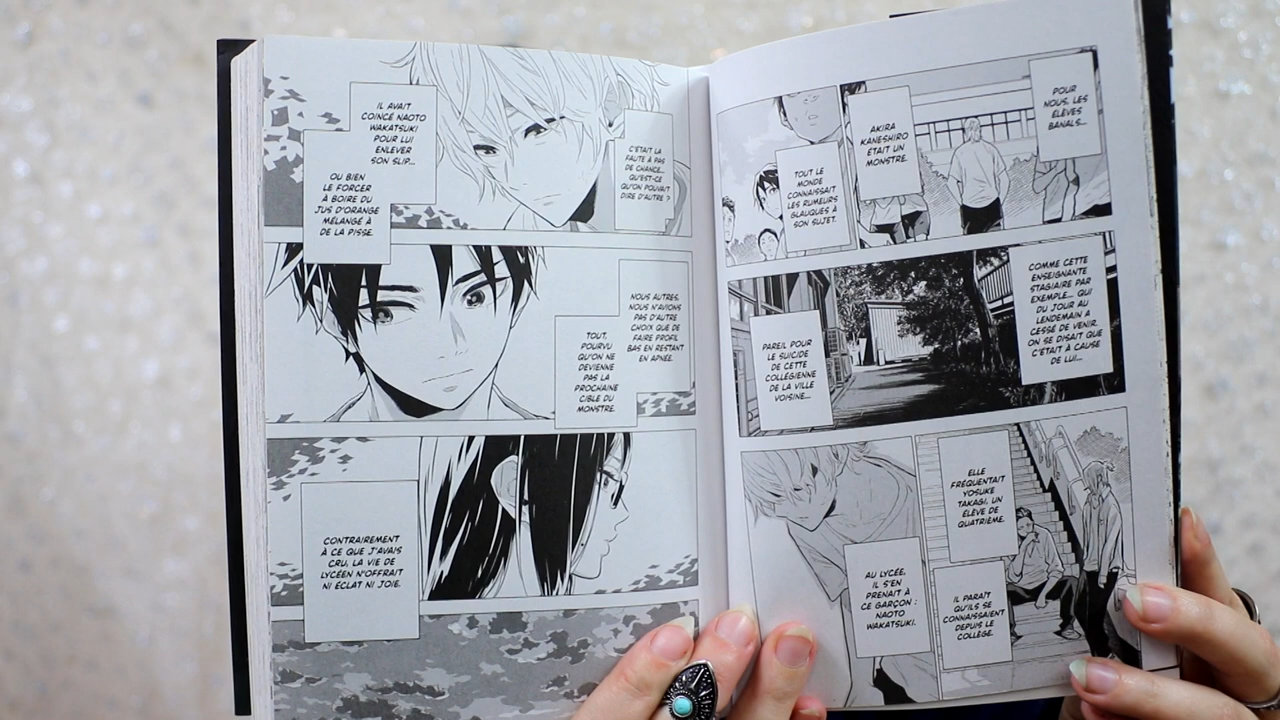 POUR
NOUS, LES
ÉLÈVES
BANALS...
AKIRA
KANESHIRO
ÉTAIT UN
MONSTRE.
TOUT LE
MONDE
CONNAISSAIT
LES RUMEURS
GLAUQUES À
SON SUJET.
COMME CETTE
ENSEIGNANTE
STAGIAIRE PAR
EXEMPLE... QUI
DU JOUR AU
LENDEMAIN A
CESSÉ DE VENIR.
ON SE DISAIT QUE
C'ÉTAIT À CAUSE
DE LUI...
PAREIL POUR
LE SUICIDE
DE CETTE
COLLÉGIENNE
DE LA VILLE
VOISINE...
ELLE
FRÉQUENTAIT
YOSUKE
TAKAGI, UN
ÉLÈVE DE
QUATRIÈME.
IL PARAÎT
QU'ILS SE
CONNAISSAIENT
DEPUIS LE
COLLÈGE.
AU LYCÉE,
IL S'EN
PRENAIT À
CE GARÇON :
NAOTO
WAKATSUKI.
C'ÉTAIT LA
FAUTE À PAS
DE CHANCE...
QU'EST-CE
QU'ON POUVAIT
DIRE D'AUTRE ?
IL AVAIT
COINCÉ NAOTO
WAKATSUKI
POUR LUI
ENLEVER
SON SLIP...
OU BIEN
LE FORCER
À BOIRE DU
JUS D'ORANGE
MÉLANGÉ À
DE LA PISSE.
NOUS AUTRES,
NOUS N'AVIONS
PAS D'AUTRE
CHOIX QUE DE
FAIRE PROFIL
BAS EN RESTANT
EN APNÉE.
TOUT,
POURVU
QU'ON NE
DEVIENNE
PAS LA
PROCHAINE
CIBLE DU
MONSTRE.
CONTRAIREMENT
À CE QUE J'AVAIS
CRU, LA VIE DE
LYCÉEN N'OFFRAIT
NI ÉCLAT NI JOIE.